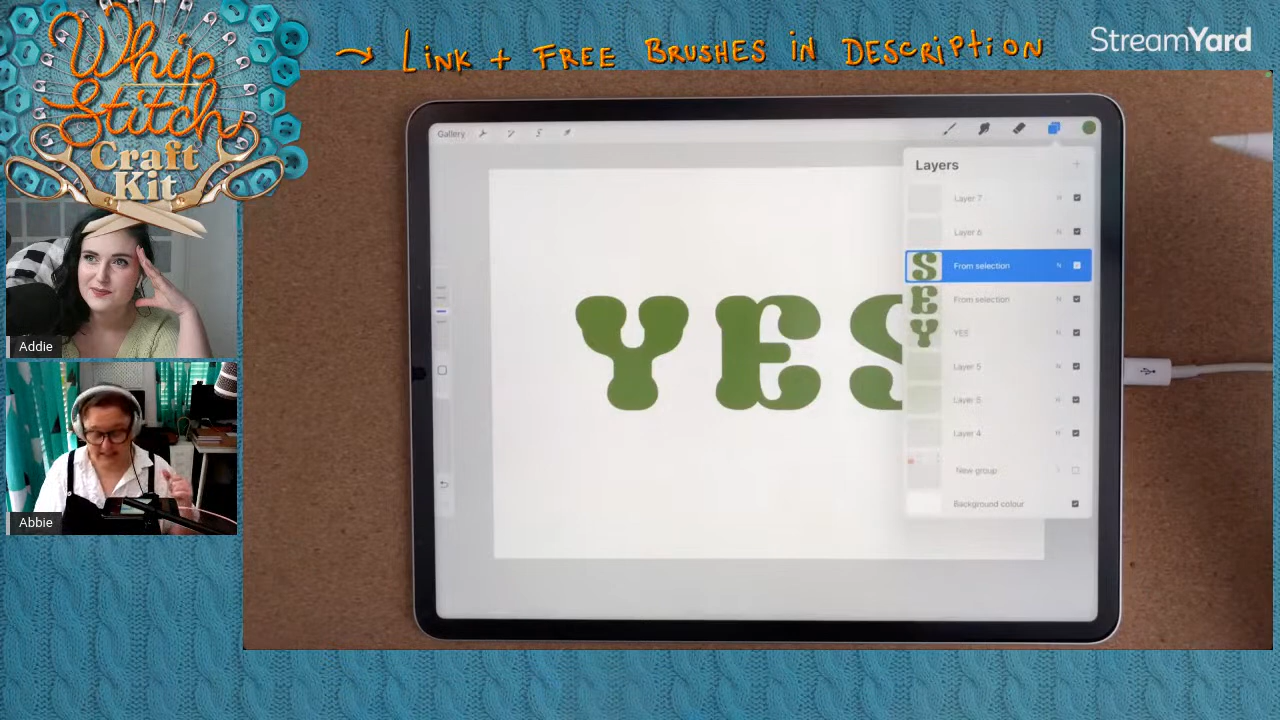 Whip
Stitch
Craft
Kit
→ Link + FREE BRUSHES in DESCRiPtiON
StreamYard
Addie
Abbie
Gallery
Layers
Layer 7 N
Layer 6 N
From selection N
From selection N
YES N
Layer 5 N
Layer 5 N
Layer 4 N
New group
Background colour
YES
S
E
Y